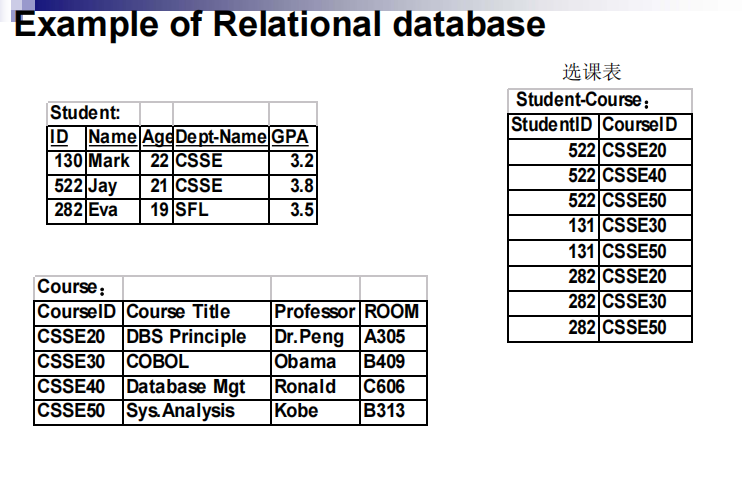 Example of Relational database
选课表
Student:
ID Name Age Dept-Name GPA
130 Mark 22 CSSE 3.2
522 Jay 21 CSSE 3.8
282 Eva 19 SFL 3.5
Student-Course：
StudentID CourseID
522 CSSE20
522 CSSE40
522 CSSE50
131 CSSE30
131 CSSE50
282 CSSE20
282 CSSE30
282 CSSE50
Course：
CourseID Course Title Professor ROOM
CSSE20 DBS Principle Dr.Peng A305
CSSE30 COBOL Obama B409
CSSE40 Database Mgt Ronald C606
CSSE50 Sys.Analysis Kobe B313